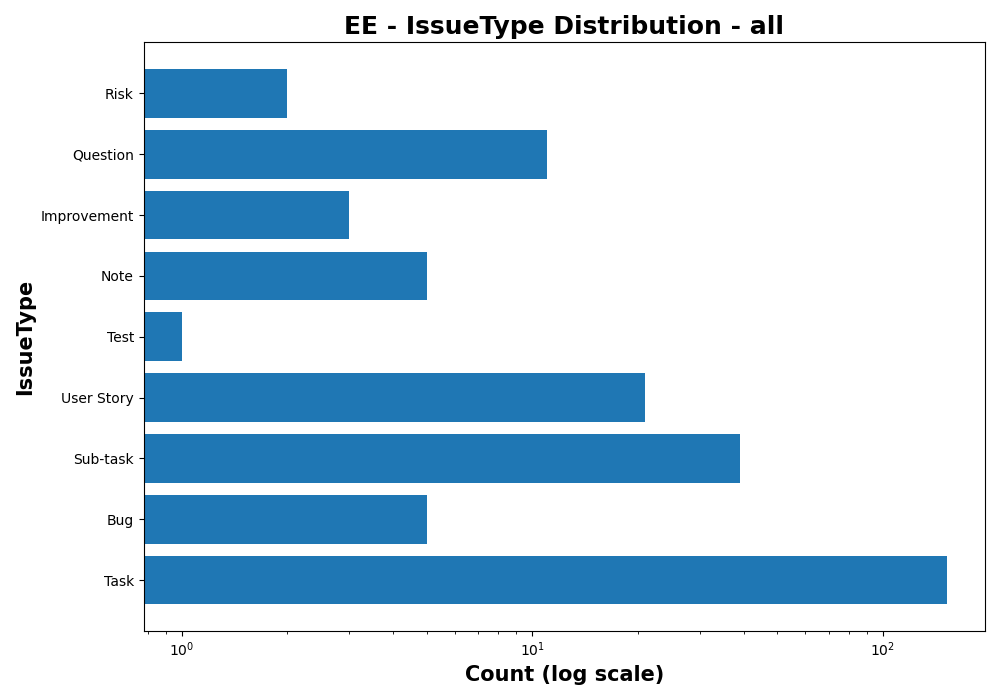 EE - IssueType Distribution - all
IssueType
Risk
Question
Improvement
Note
Test
User Story
Sub-task
Bug
Task
10⁰ 10¹ 10²
Count (log scale)